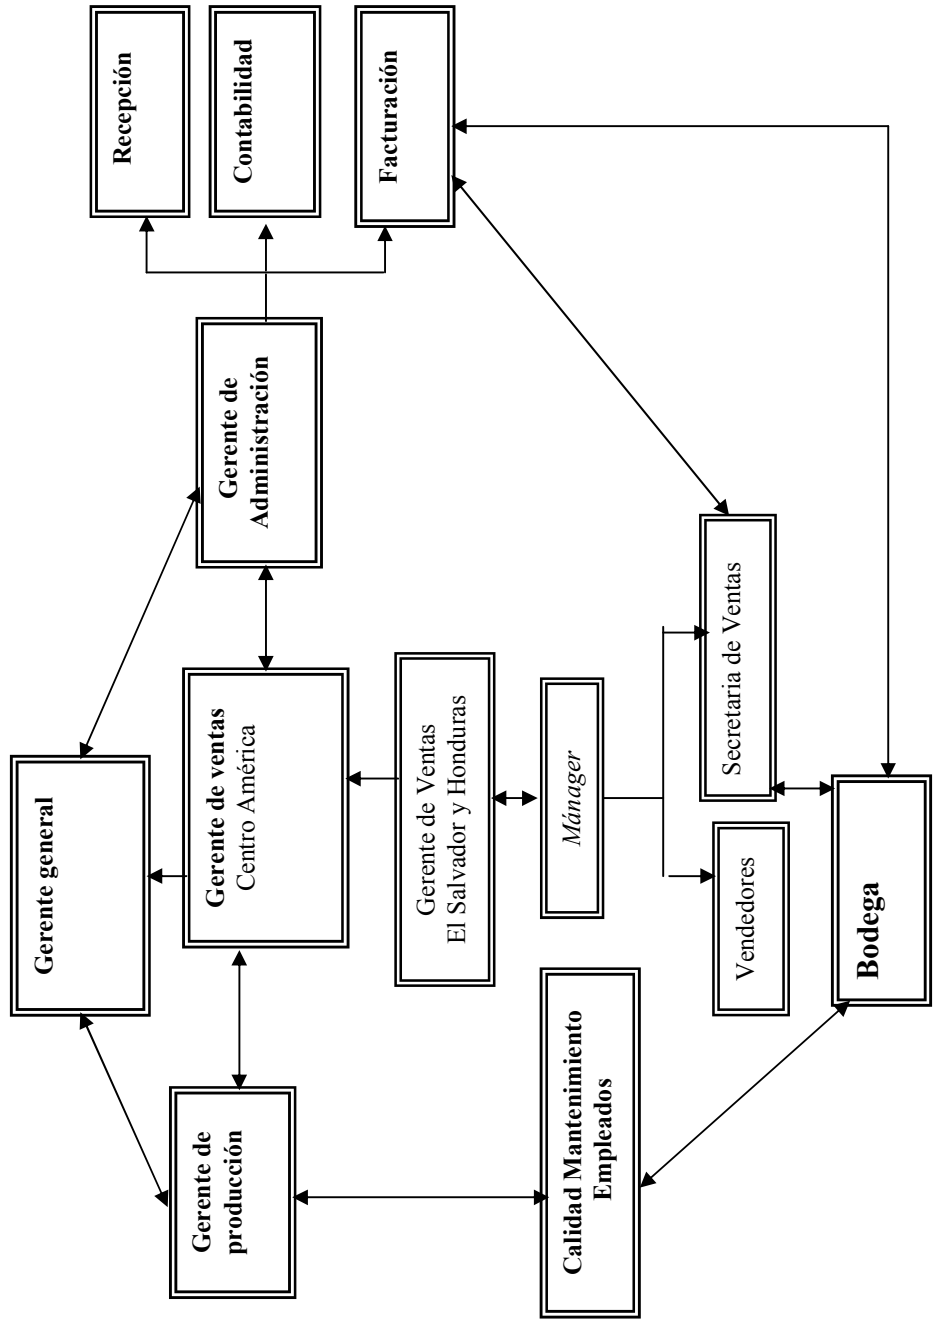 Gerente general
Gerente de
producción
Gerente de ventas
Centro América
Gerente de
Administración
Recepción
Contabilidad
Facturación
Gerente de Ventas
El Salvador y Honduras
Calidad Mantenimiento
Empleados
Mánager
Vendedores
Secretaria de Ventas
Bodega